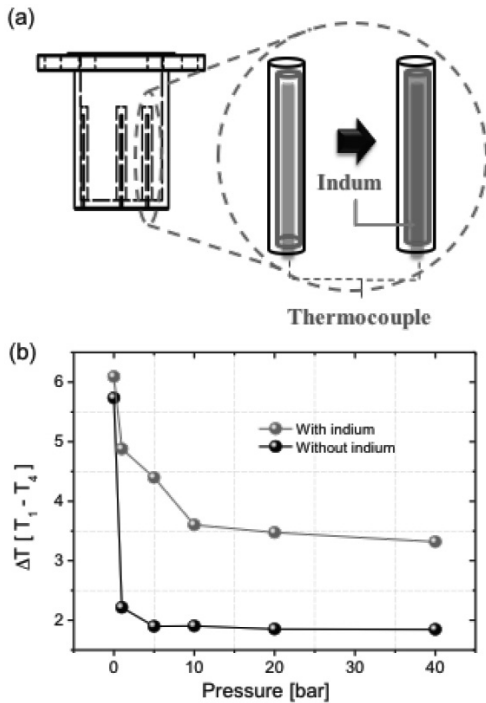 (a)
Indum
Thermocouple
(b)
With indium
Without indium
ΔT [ T₁ - T₄ ]
6
5
4
3
2
0 10 20 30 40
Pressure [bar]